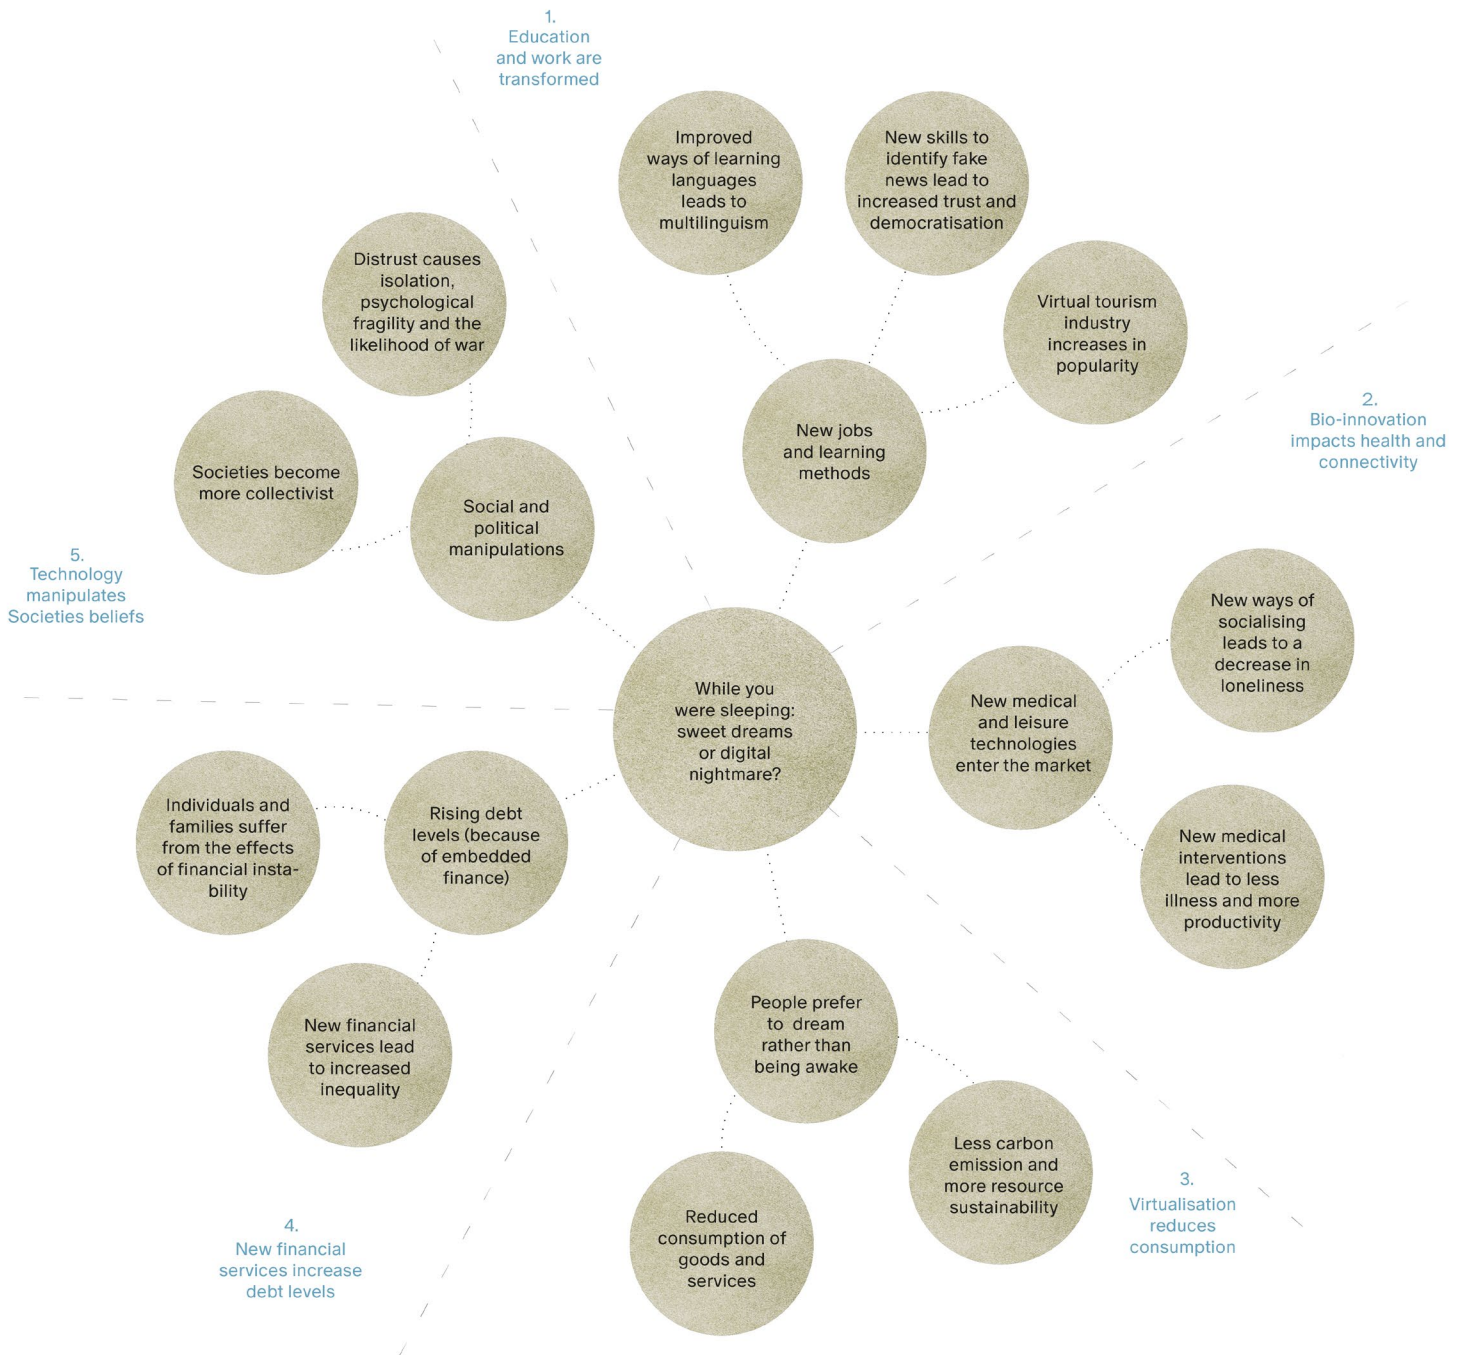 1.
Education
and work are
transformed
Improved
ways of learning
languages
leads to
multilinguism
New skills to
identify fake
news lead to
increased trust and
democratisation
Virtual tourism
industry
increases in
popularity
New jobs
and learning
methods
2.
Bio-innovation
impacts health and
connectivity
New ways of
socialising
leads to a
decrease in
loneliness
New medical
and leisure
technologies
enter the market
New medical
interventions
lead to less
illness and more
productivity
While you
were sleeping:
sweet dreams
or digital
nightmare?
People prefer
to dream
rather than
being awake
Less carbon
emission and
more resource
sustainability
Reduced
consumption of
goods and
services
3.
Virtualisation
reduces
consumption
Rising debt
levels (because
of embedded
finance)
Individuals and
families suffer
from the effects
of financial insta-
bility
New financial
services lead
to increased
inequality
4.
New financial
services increase
debt levels
5.
Technology
manipulates
Societies beliefs
Distrust causes
isolation,
psychological
fragility and the
likelihood of war
Societies become
more collectivist
Social and
political
manipulations